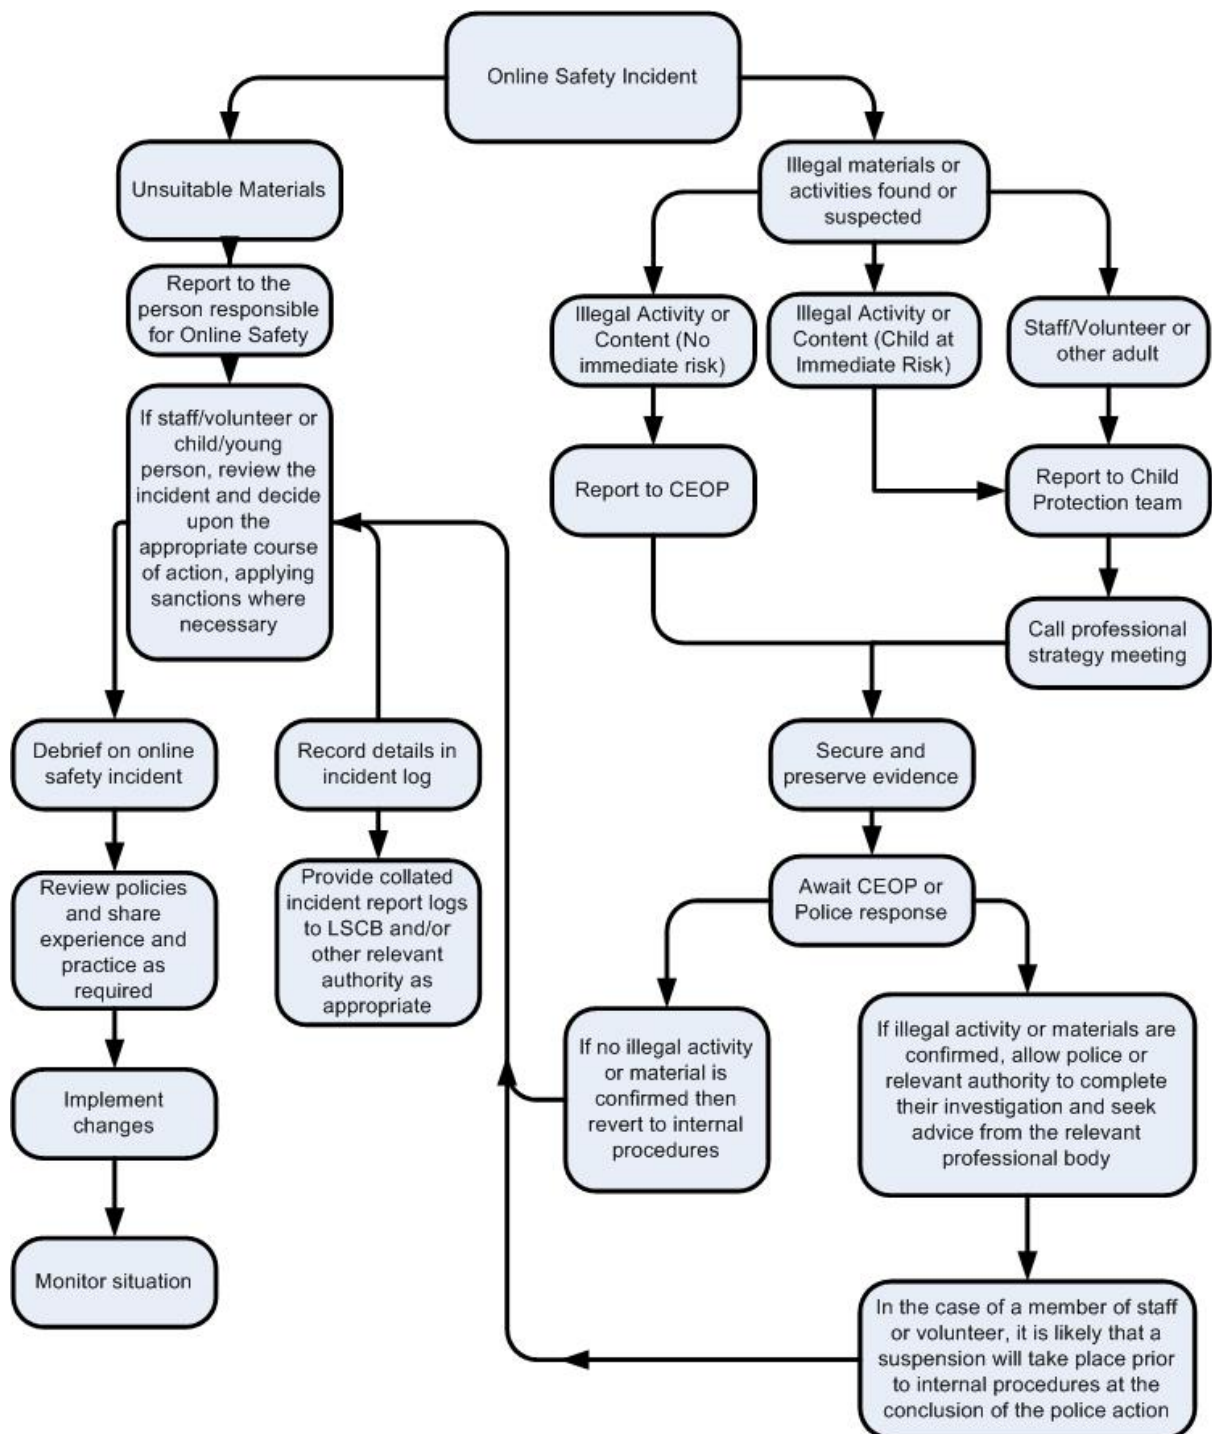 Online Safety Incident
Unsuitable Materials
Report to the
person responsible
for Online Safety
If staff/volunteer or
child/young
person, review the
incident and decide
upon the
appropriate course
of action, applying
sanctions where
necessary
Debrief on online
safety incident
Review policies
and share
experience and
practice as
required
Implement
changes
Monitor situation
Record details in
incident log
Provide collated
incident report logs
to LSCB and/or
other relevant
authority as
appropriate
Illegal materials or
activities found or
suspected
Illegal Activity or
Content (No
immediate risk)
Illegal Activity or
Content (Child at
Immediate Risk)
Staff/Volunteer or
other adult
Report to CEOP
Report to Child
Protection team
Call professional
strategy meeting
Secure and
preserve evidence
Await CEOP or
Police response
If no illegal activity
or material is
confirmed then
revert to internal
procedures
If illegal activity or materials are
confirmed, allow police or
relevant authority to complete
their investigation and seek
advice from the relevant
professional body
In the case of a member of staff
or volunteer, it is likely that a
suspension will take place prior
to internal procedures at the
conclusion of the police action